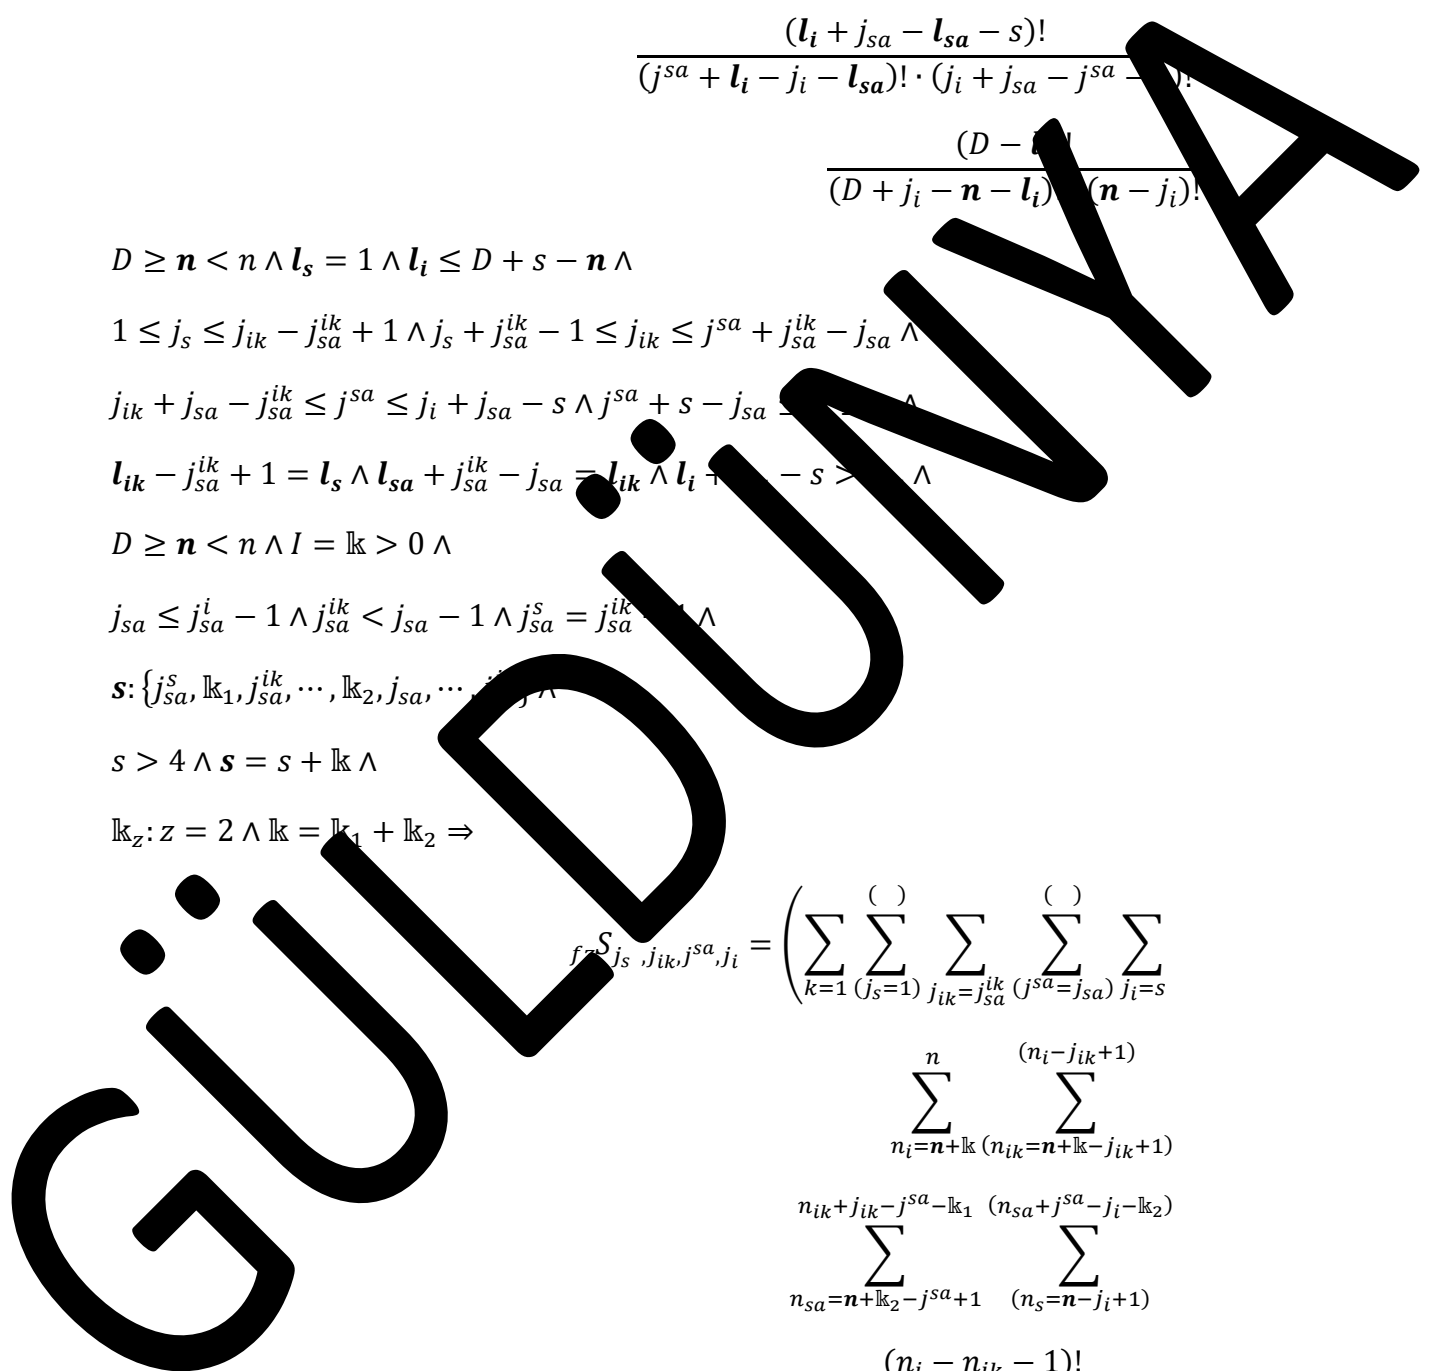 (l_i + j_{sa} − l_{sa} − s)!
(j^{sa} + l_i − j_i − l_{sa})! · (j_i + j_{sa} − j^{sa} − )!
(D − )!
(D + j_i − n − l_i)! (n − j_i)!
D ≥ n < n ∧ l_s = 1 ∧ l_i ≤ D + s − n ∧
1 ≤ j_s ≤ j_{ik} − j_{sa}^{ik} + 1 ∧ j_s + j_{sa}^{ik} − 1 ≤ j_{ik} ≤ j^{sa} + j_{sa}^{ik} − j_{sa} ∧
j_{ik} + j_{sa} − j_{sa}^{ik} ≤ j^{sa} ≤ j_i + j_{sa} − s ∧ j^{sa} + s − j_{sa} ≤ ∧
l_{ik} − j_{sa}^{ik} + 1 = l_s ∧ l_{sa} + j_{sa}^{ik} − j_{sa} = l_{ik} ∧ l_i + − s > ∧
D ≥ n < n ∧ I = 𝕜 > 0 ∧
j_{sa} ≤ j_{sa}^i − 1 ∧ j_{sa}^{ik} < j_{sa} − 1 ∧ j_{sa}^s = j_{sa}^{ik} ∧
s: {j_{sa}^s, 𝕜_1, j_{sa}^{ik}, ⋯ , 𝕜_2, j_{sa}, ⋯ , } ∧
s > 4 ∧ s = s + 𝕜 ∧
𝕜_z: z = 2 ∧ 𝕜 = 𝕜_1 + 𝕜_2 ⇒
_{fz}S_{j_s ,j_{ik},j^{sa},j_i} = ( ∑_{k=1} ∑_{(j_s=1)}^{( )} ∑_{j_{ik}=j_{sa}^{ik}} ∑_{(j^{sa}=j_{sa})}^{( )} ∑_{j_i=s}
∑_{n_i=n+𝕜}^{n} ∑_{(n_{ik}=n+𝕜−j_{ik}+1)}^{(n_i−j_{ik}+1)}
∑_{n_{sa}=n+𝕜_2−j^{sa}+1}^{n_{ik}+j_{ik}−j^{sa}−𝕜_1} ∑_{(n_s=n−j_i+1)}^{(n_{sa}+j^{sa}−j_i−𝕜_2)}
(n_i − n_{ik} − 1)!
GÜLDÜNYA